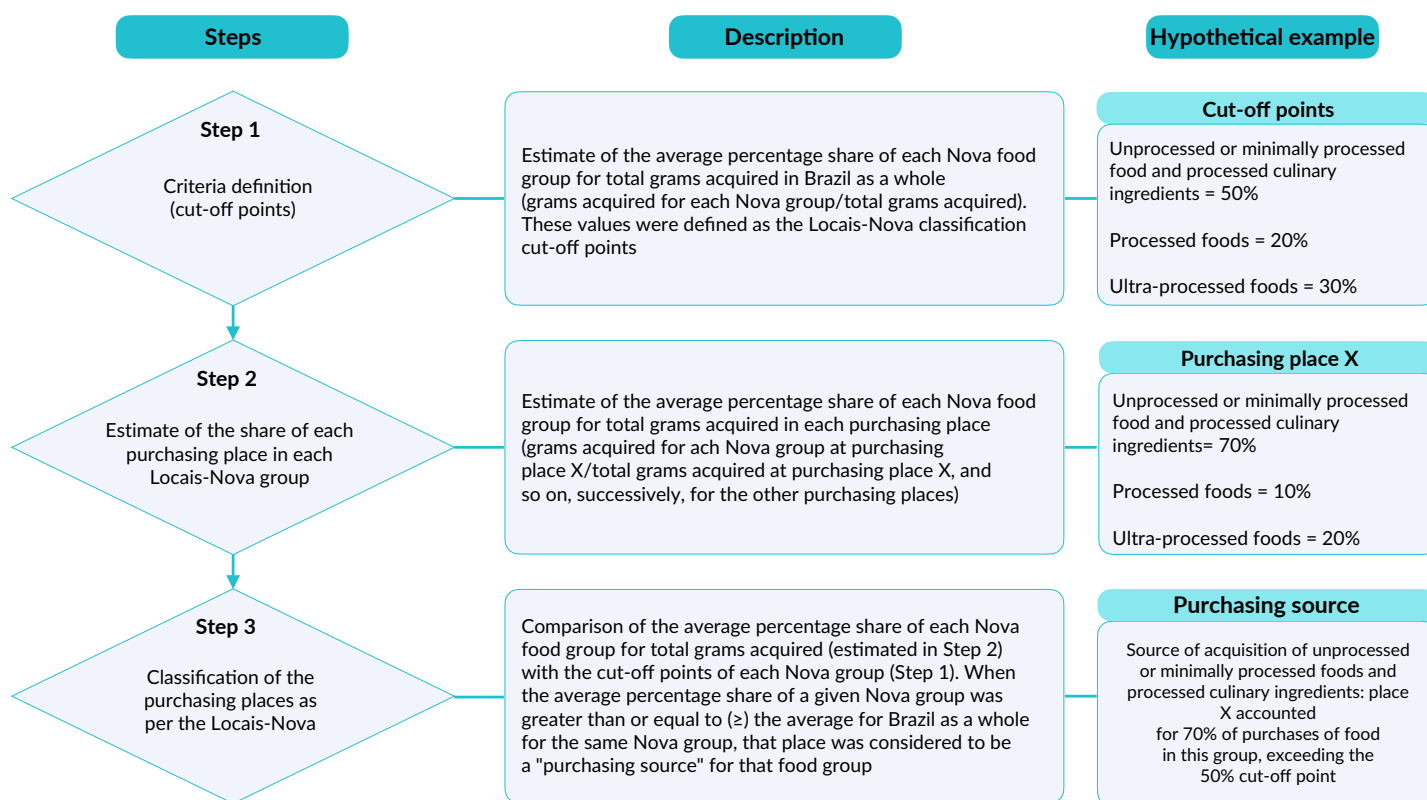 Steps
Description
Hypothetical example
Step 1
Criteria definition
(cut-off points)
Estimate of the average percentage share of each Nova food
group for total grams acquired in Brazil as a whole
(grams acquired for each Nova group/total grams acquired).
These values were defined as the Locais-Nova classification
cut-off points
Cut-off points
Unprocessed or minimally processed
food and processed culinary
ingredients = 50%
Processed foods = 20%
Ultra-processed foods = 30%
Step 2
Estimate of the share of each
purchasing place in each
Locais-Nova group
Estimate of the average percentage share of each Nova food
group for total grams acquired in each purchasing place
(grams acquired for ach Nova group at purchasing
place X/total grams acquired at purchasing place X, and
so on, successively, for the other purchasing places)
Purchasing place X
Unprocessed or minimally processed
food and processed culinary
ingredients= 70%
Processed foods = 10%
Ultra-processed foods = 20%
Step 3
Classification of the
purchasing places as
per the Locais-Nova
Comparison of the average percentage share of each Nova
food group for total grams acquired (estimated in Step 2)
with the cut-off points of each Nova group (Step 1). When
the average percentage share of a given Nova group was
greater than or equal to (≥) the average for Brazil as a whole
for the same Nova group, that place was considered to be
a "purchasing source" for that food group
Purchasing source
Source of acquisition of unprocessed
or minimally processed foods and
processed culinary ingredients: place
X accounted
for 70% of purchases of food
in this group, exceeding the
50% cut-off point